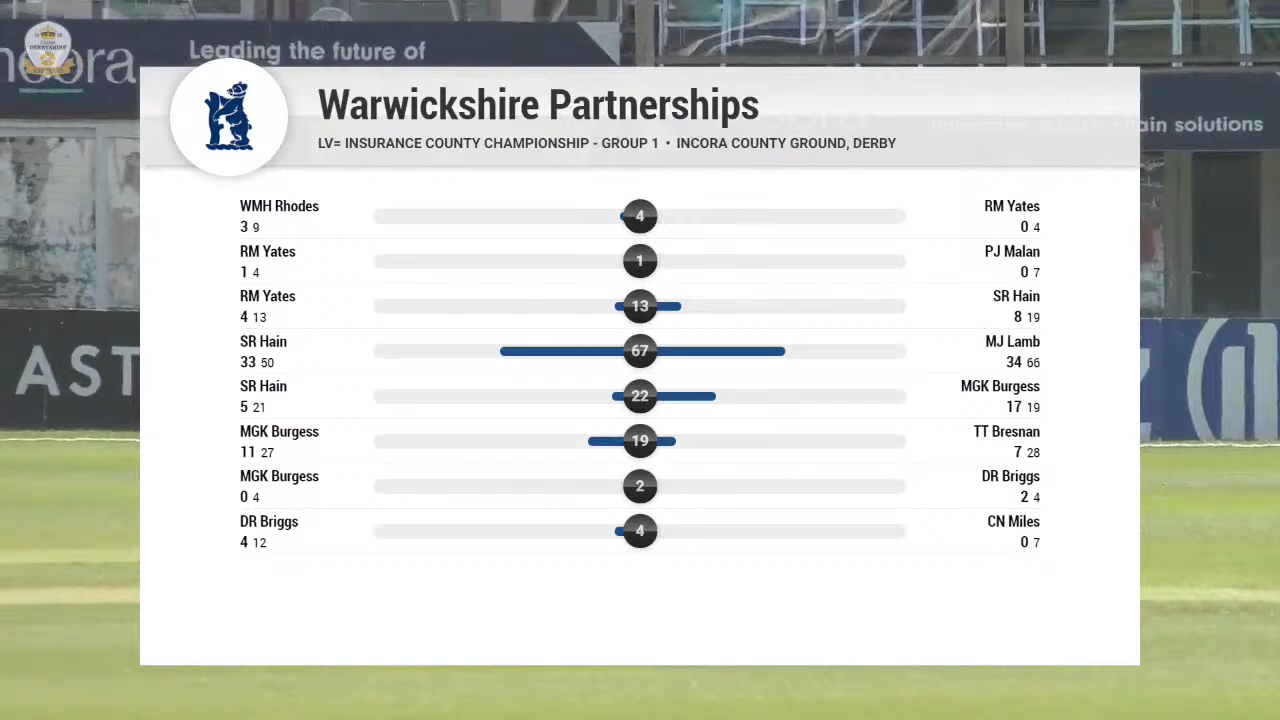 DERBYSHIRE
incora
Leading the future of
Warwickshire Partnerships
LV= INSURANCE COUNTY CHAMPIONSHIP - GROUP 1 • INCORA COUNTY GROUND, DERBY
ain solutions
WMH Rhodes 4 RM Yates
3 9 0 4
RM Yates 1 PJ Malan
1 4 0 7
RM Yates 13 SR Hain
4 13 8 19
SR Hain 67 MJ Lamb
33 50 34 66
SR Hain 22 MGK Burgess
5 21 17 19
MGK Burgess 19 TT Bresnan
11 27 7 28
MGK Burgess 2 DR Briggs
0 4 2 4
DR Briggs 4 CN Miles
4 12 0 7
AST